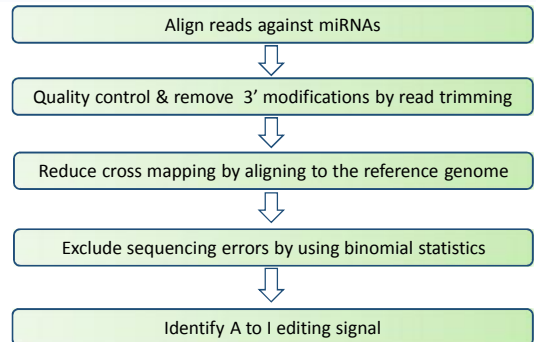 Align reads against miRNAs
Quality control & remove 3’ modifications by read trimming
Reduce cross mapping by aligning to the reference genome
Exclude sequencing errors by using binomial statistics
Identify A to I editing signal